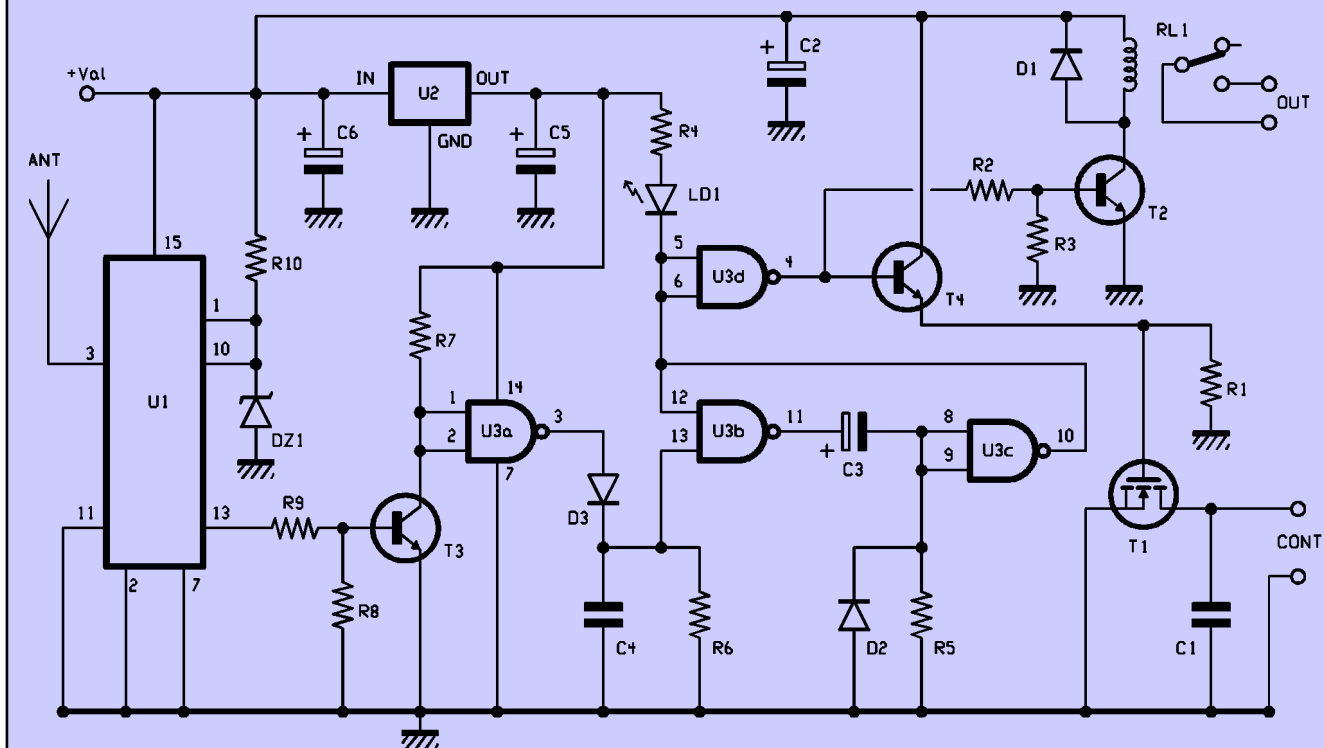 +Val
ANT
IN
U2
OUT
GND
+
C6
+
C5
+
C2
D1
RL1
OUT
R4
LD1
R2
R3
T2
15
R10
1
10
3
U1
DZ1
11
13
2
7
R9
R8
T3
R7
14
1
2
U3a
3
7
D3
C4
R6
5
6
U3d
4
T4
12
13
U3b
11
+
C3
8
9
U3c
10
D2
R5
R1
T1
CONT
C1